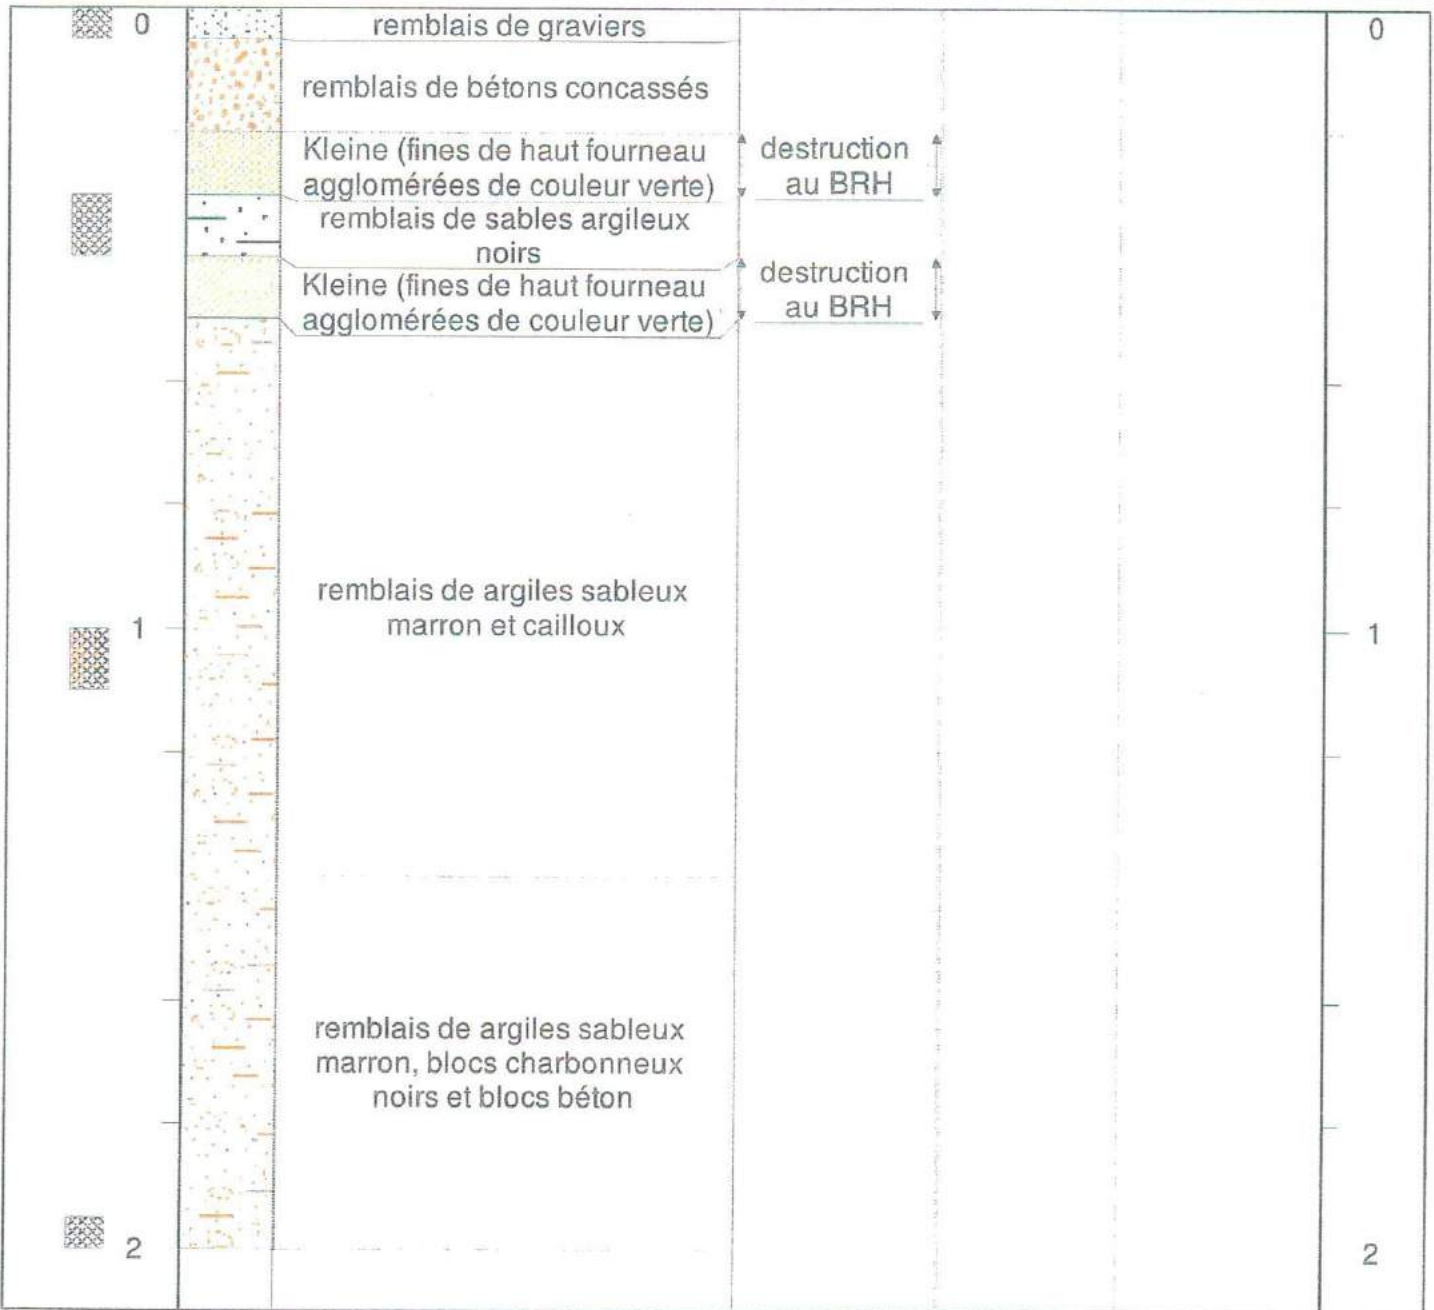 0
remblais de graviers
0
remblais de bétons concassés
Kleine (fines de haut fourneau
agglomérées de couleur verte)
destruction
au BRH
remblais de sables argileux
noirs
Kleine (fines de haut fourneau
agglomérées de couleur verte)
destruction
au BRH
1
remblais de argiles sableux
marron et cailloux
1
remblais de argiles sableux
marron, blocs charbonneux
noirs et blocs béton
2
2